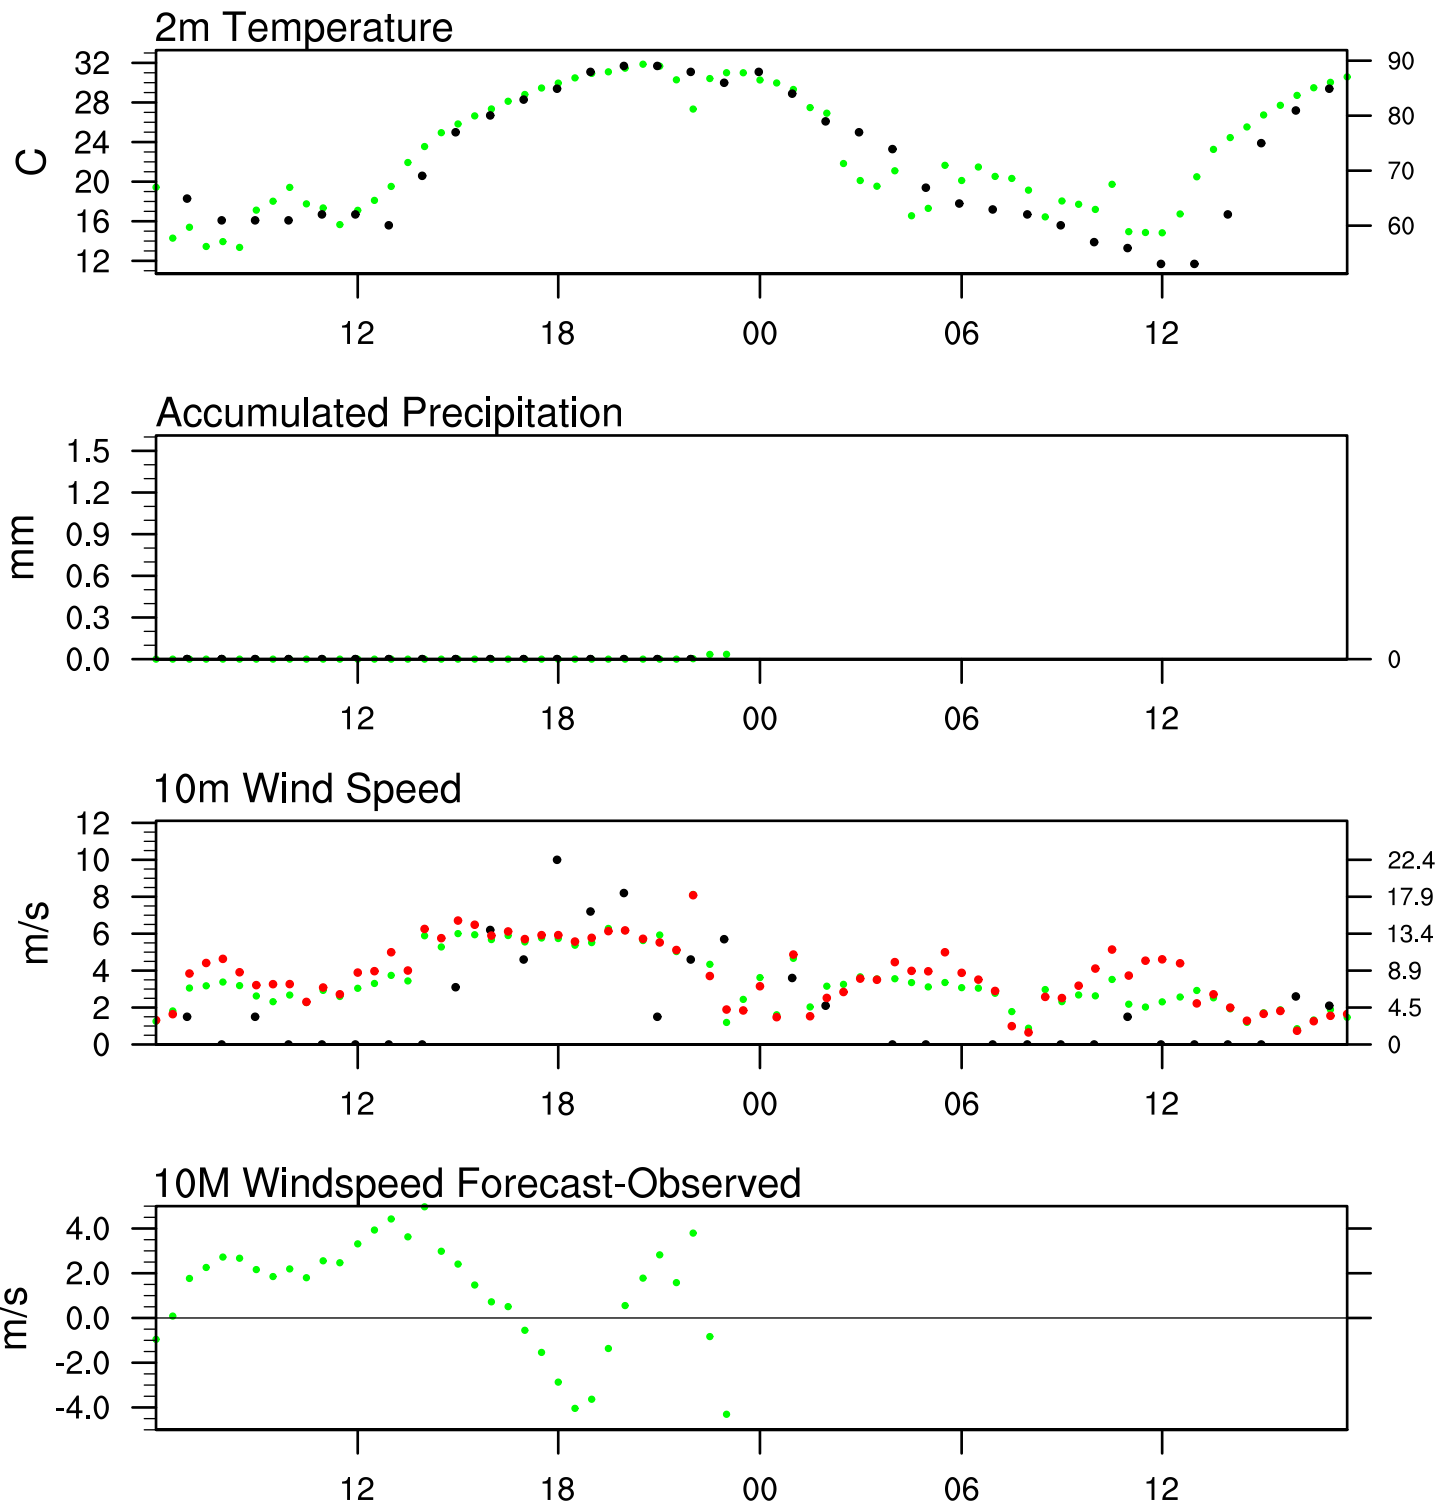 2m Temperature
32
28
24
20
16
12
C
90
80
70
60
12 18 00 06 12
Accumulated Precipitation
1.5
1.2
0.9
0.6
0.3
0.0
mm
0
12 18 00 06 12
10m Wind Speed
12
10
8
6
4
2
0
m/s
22.4
17.9
13.4
8.9
4.5
0
12 18 00 06 12
10M Windspeed Forecast-Observed
4.0
2.0
0.0
-2.0
-4.0
m/s
12 18 00 06 12